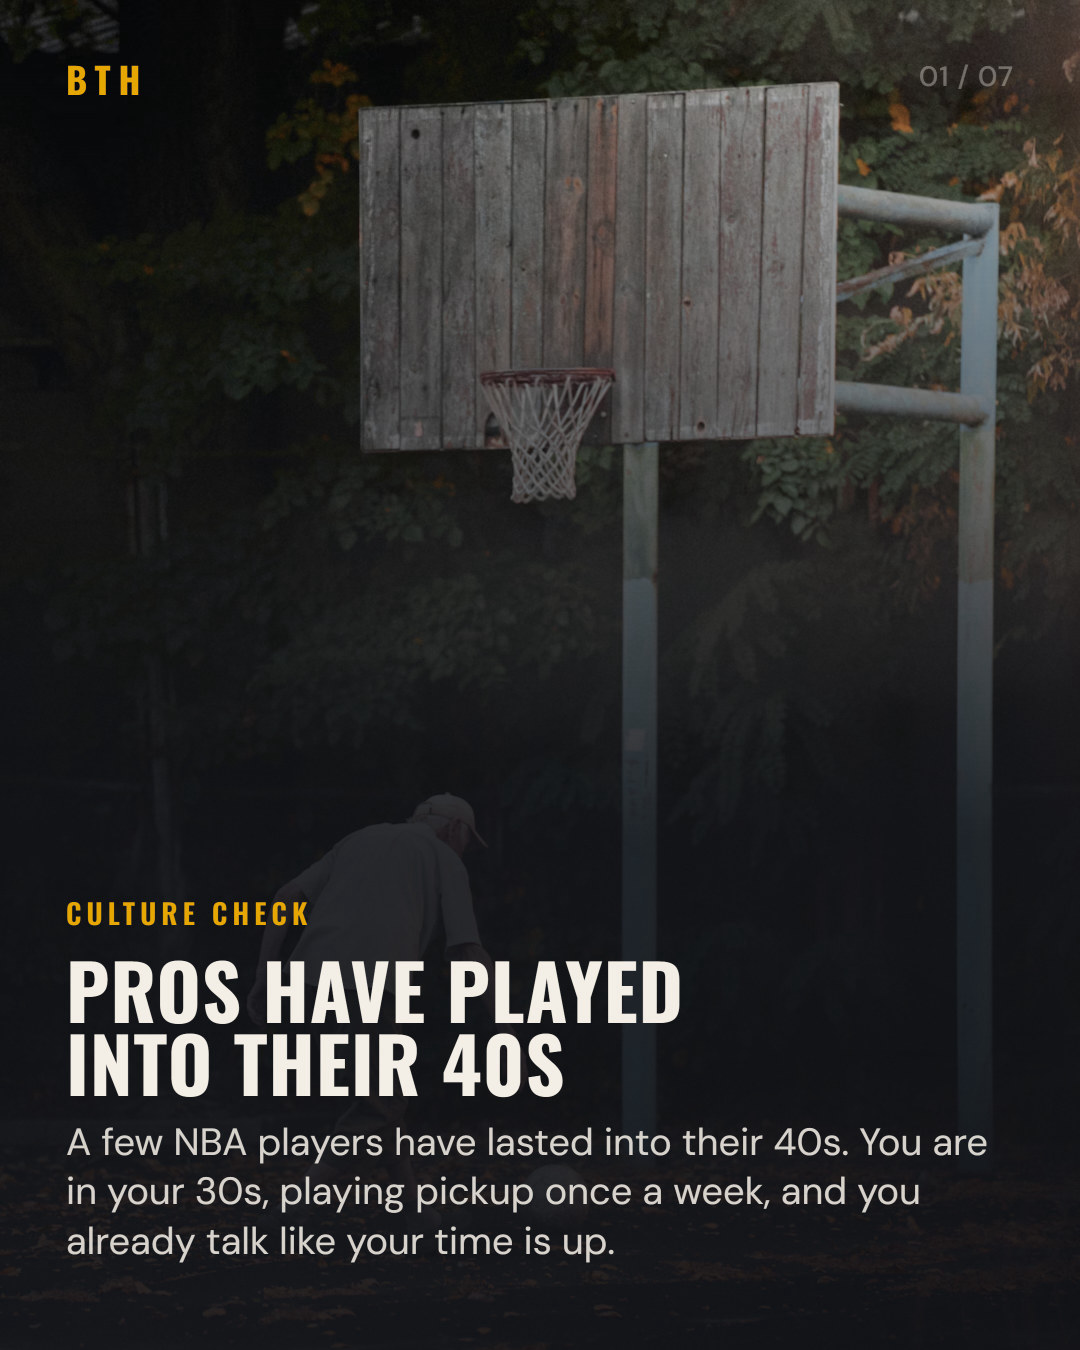 BTH
01 / 07
CULTURE CHECK
PROS HAVE PLAYED
INTO THEIR 40S
A few NBA players have lasted into their 40s. You are
in your 30s, playing pickup once a week, and you
already talk like your time is up.